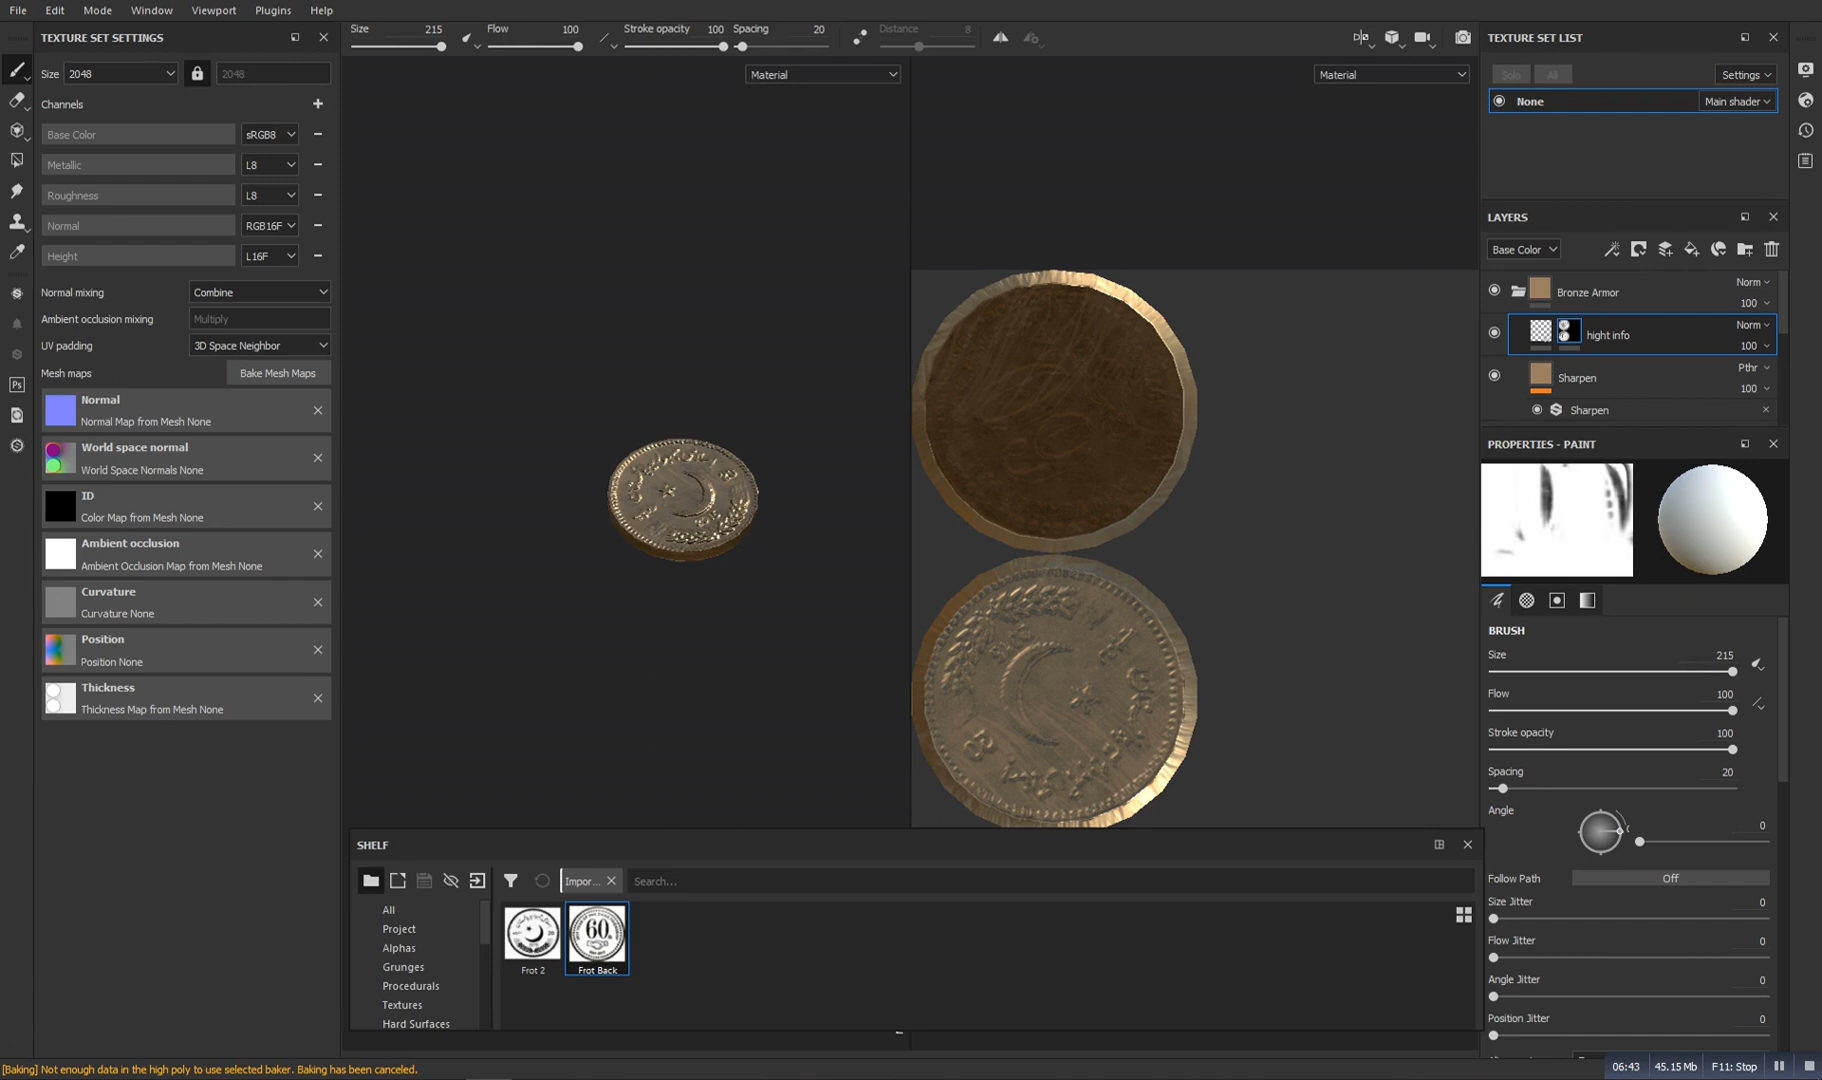 File Edit Mode Window Viewport Plugins Help
TEXTURE SET SETTINGS
Size 2048 2048
Channels
Base Color sRGB8
Metallic L8
Roughness L8
Normal RGB16F
Height L16F
Normal mixing Combine
Ambient occlusion mixing Multiply
UV padding 3D Space Neighbor
Mesh maps Bake Mesh Maps
Normal
Normal Map from Mesh None
World space normal
World Space Normals None
ID
Color Map from Mesh None
Ambient occlusion
Ambient Occlusion Map from Mesh None
Curvature
Curvature None
Position
Position None
Thickness
Thickness Map from Mesh None
Size 215 Flow 100 Stroke opacity 100 Spacing 20 Distance 8
Material
Material
SHELF
Impor... Search...
All
Project
Alphas
Grunges
Procedurals
Textures
Hard Surfaces
60
Frot 2 Frot Back
TEXTURE SET LIST
Solo All Settings
None Main shader
LAYERS
Base Color
Bronze Armor Norm 100
hight info Norm 100
Sharpen Pthr 100
Sharpen
PROPERTIES - PAINT
BRUSH
Size 215
Flow 100
Stroke opacity 100
Spacing 20
Angle 0
Follow Path Off
Size Jitter 0
Flow Jitter 0
Angle Jitter 0
Position Jitter 0
[Baking] Not enough data in the high poly to use selected baker. Baking has been canceled.
06:43 45.15 Mb F11: Stop